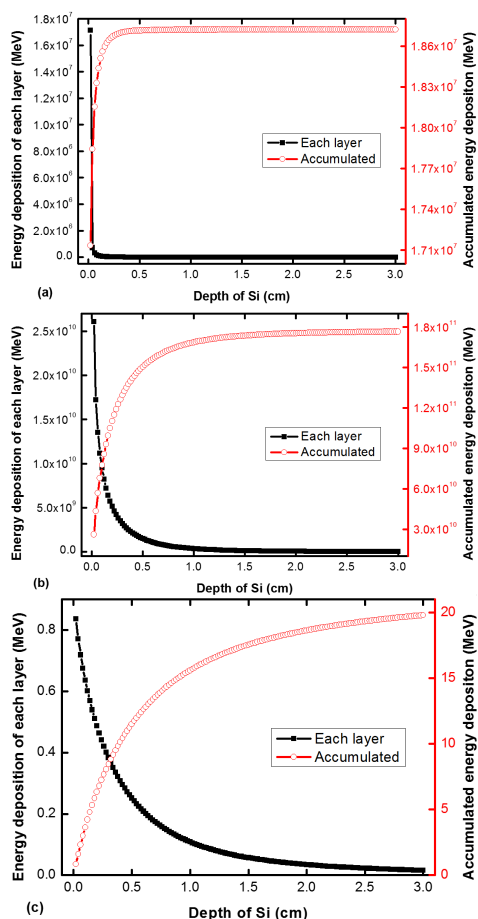 1.8x10⁷
1.6x10⁷
1.4x10⁷
1.2x10⁷
1.0x10⁷
8.0x10⁶
6.0x10⁶
4.0x10⁶
2.0x10⁶
0.0
Energy deposition of each layer (MeV)
Each layer
Accumulated
1.86x10⁷
1.83x10⁷
1.80x10⁷
1.77x10⁷
1.74x10⁷
1.71x10⁷
Accumulated energy depositon (MeV)
0.0 0.5 1.0 1.5 2.0 2.5 3.0
Depth of Si (cm)
(a)
2.5x10¹⁰
2.0x10¹⁰
1.5x10¹⁰
1.0x10¹⁰
5.0x10⁹
0.0
Energy deposition of each layer (MeV)
Each layer
Accumulated
1.8x10¹¹
1.5x10¹¹
1.2x10¹¹
9.0x10¹⁰
6.0x10¹⁰
3.0x10¹⁰
Accumulated energy depositon (MeV)
0.0 0.5 1.0 1.5 2.0 2.5 3.0
Depth of Si (cm)
(b)
0.8
0.6
0.4
0.2
0.0
Energy deposition of each layer (MeV)
Each layer
Accumulated
20
15
10
5
0
Accumulated energy depositon (MeV)
0.0 0.5 1.0 1.5 2.0 2.5 3.0
Depth of Si (cm)
(c)